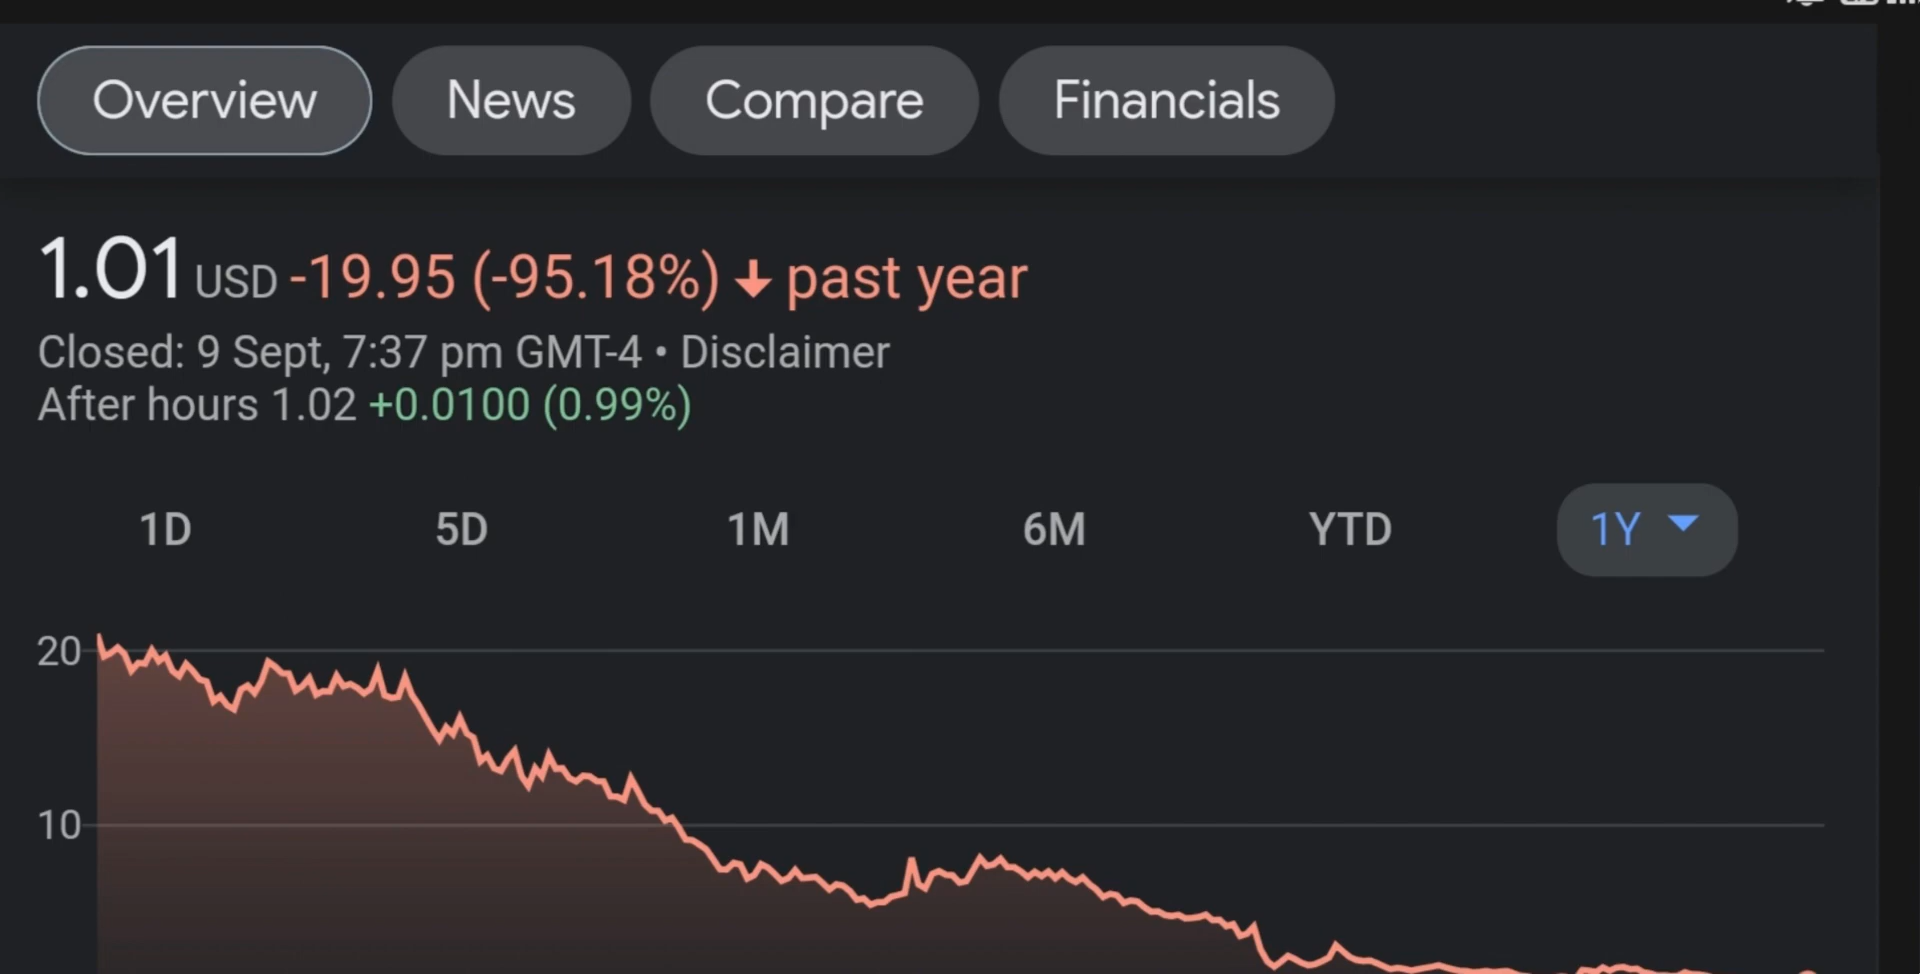 Overview News Compare Financials
1.01 USD -19.95 (-95.18%) ↓ past year
Closed: 9 Sept, 7:37 pm GMT-4 • Disclaimer
After hours 1.02 +0.0100 (0.99%)
1D 5D 1M 6M YTD 1Y
20
10